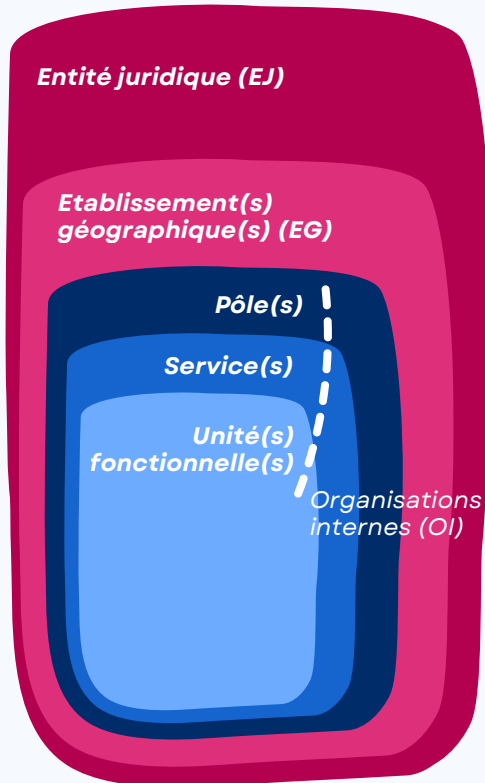 Entité juridique (EJ)
Etablissement(s)
géographique(s) (EG)
Pôle(s)
Service(s)
Unité(s)
fonctionnelle(s)
Organisations
internes (OI)